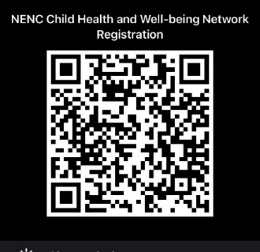 NENC Child Health and Well-being Network
Registration